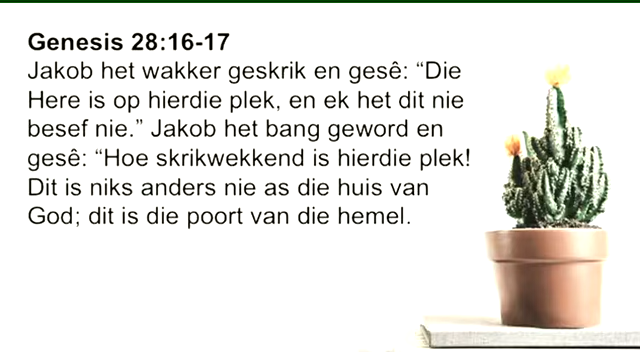 Genesis 28:16-17
Jakob het wakker geskrik en gesê: “Die
Here is op hierdie plek, en ek het dit nie
besef nie.” Jakob het bang geword en
gesê: “Hoe skrikwekkend is hierdie plek!
Dit is niks anders nie as die huis van
God; dit is die poort van die hemel.